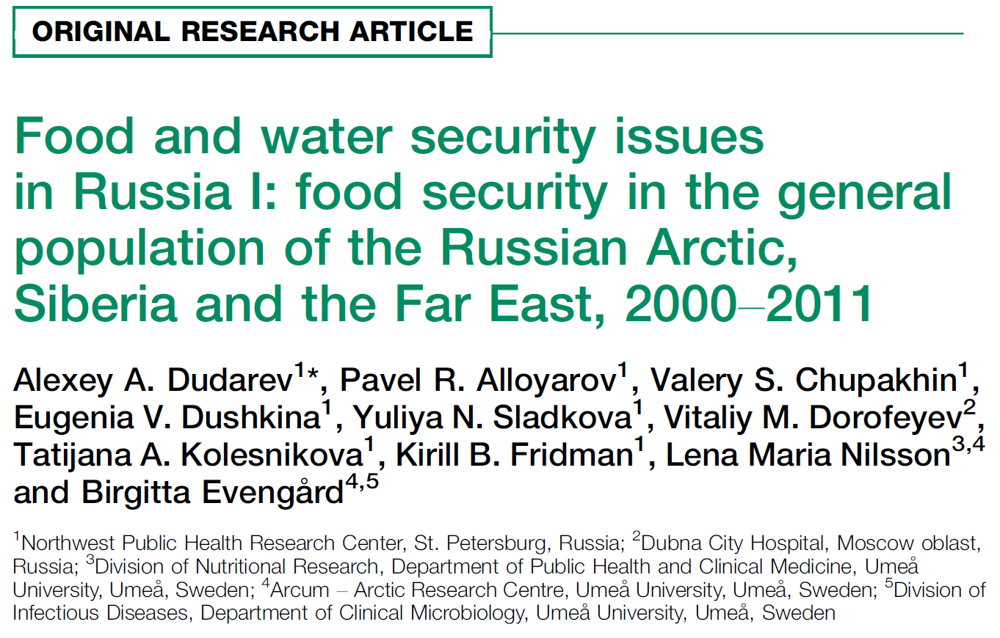 ORIGINAL RESEARCH ARTICLE
Food and water security issues
in Russia I: food security in the general
population of the Russian Arctic,
Siberia and the Far East, 2000–2011
Alexey A. Dudarev1*, Pavel R. Alloyarov1, Valery S. Chupakhin1,
Eugenia V. Dushkina1, Yuliya N. Sladkova1, Vitaliy M. Dorofeyev2,
Tatijana A. Kolesnikova1, Kirill B. Fridman1, Lena Maria Nilsson3,4
and Birgitta Evengård4,5
1Northwest Public Health Research Center, St. Petersburg, Russia; 2Dubna City Hospital, Moscow oblast,
Russia; 3Division of Nutritional Research, Department of Public Health and Clinical Medicine, Umeå
University, Umeå, Sweden; 4Arcum – Arctic Research Centre, Umeå University, Umeå, Sweden; 5Division of
Infectious Diseases, Department of Clinical Microbiology, Umeå University, Umeå, Sweden